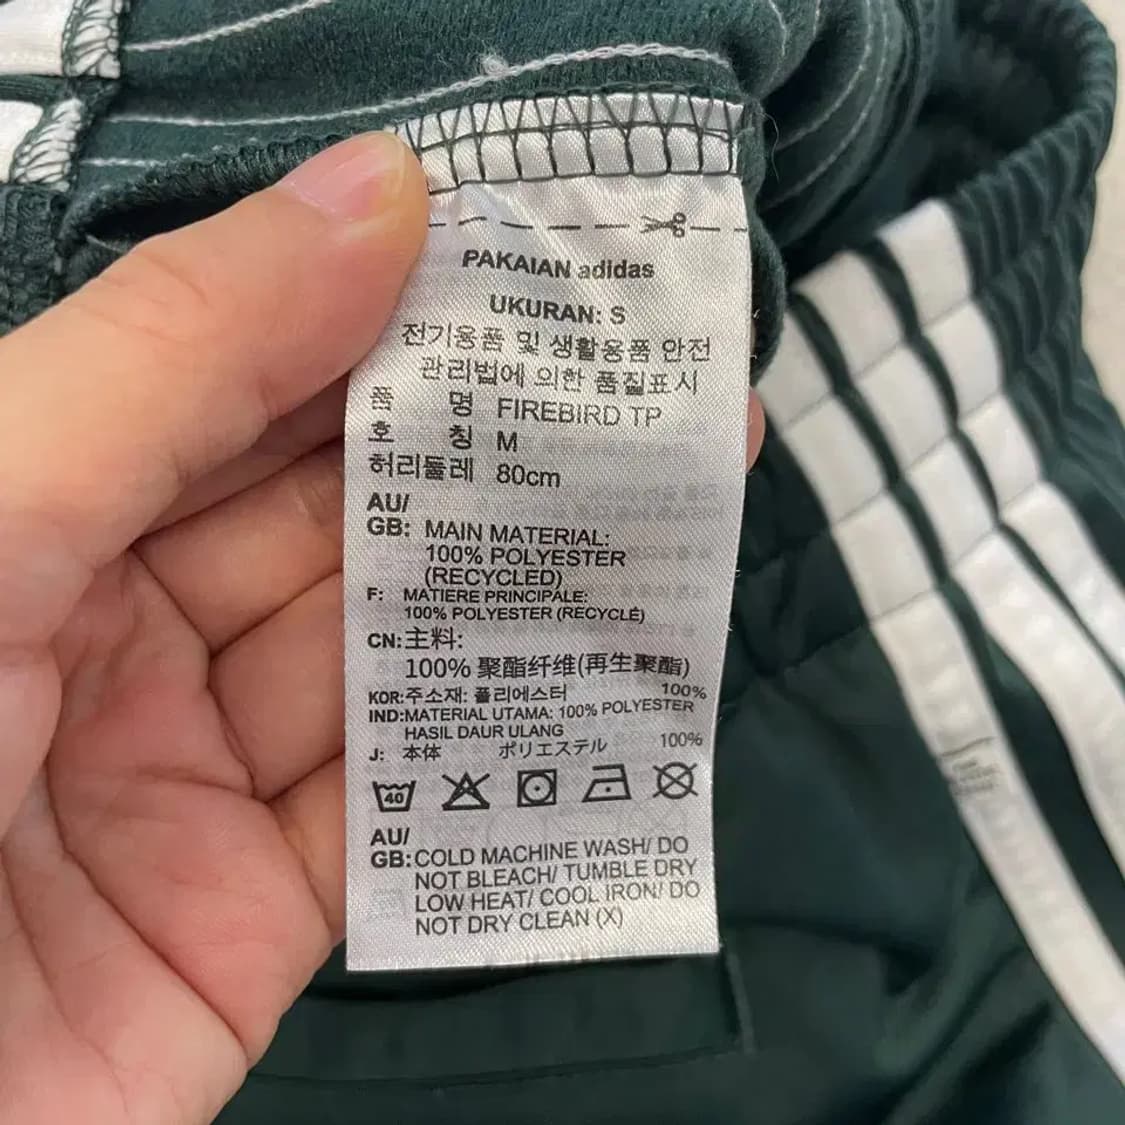 PAKAIAN adidas
UKURAN: S
전기용품 및 생활용품 안전
관리법에 의한 품질표시
품 명 FIREBIRD TP
호 칭 M
허리둘레 80cm
AU/
GB: MAIN MATERIAL:
100% POLYESTER
(RECYCLED)
F: MATIERE PRINCIPALE:
100% POLYESTER (RECYCLÉ)
CN: 主料:
100% 聚酯纤维(再生聚酯)
KOR: 주소재: 폴리에스터 100%
IND: MATERIAL UTAMA: 100% POLYESTER
HASIL DAUR ULANG
J: 本体 ポリエステル 100%
40
AU/
GB: COLD MACHINE WASH/ DO
NOT BLEACH/ TUMBLE DRY
LOW HEAT/ COOL IRON/ DO
NOT DRY CLEAN (X)